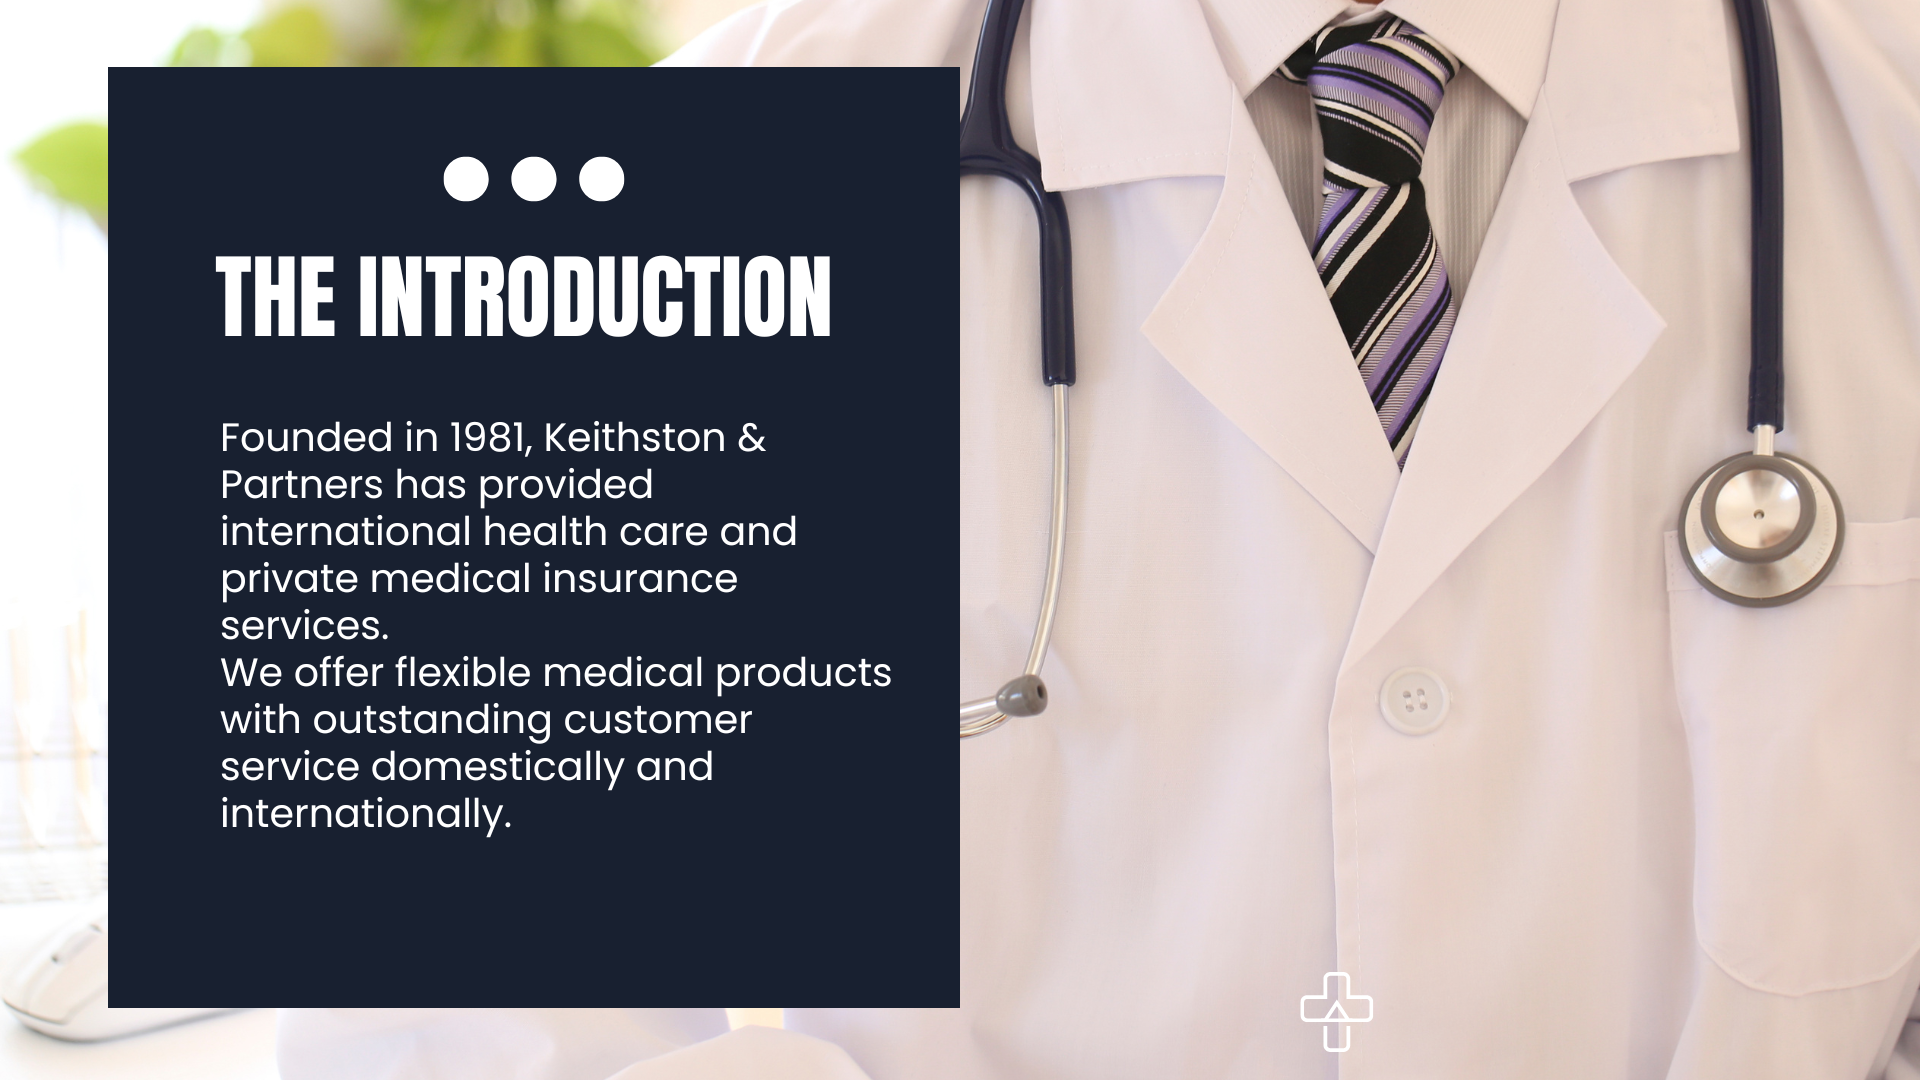 THE INTRODUCTION
Founded in 1981, Keithston &
Partners has provided
international health care and
private medical insurance
services.
We offer flexible medical products
with outstanding customer
service domestically and
internationally.